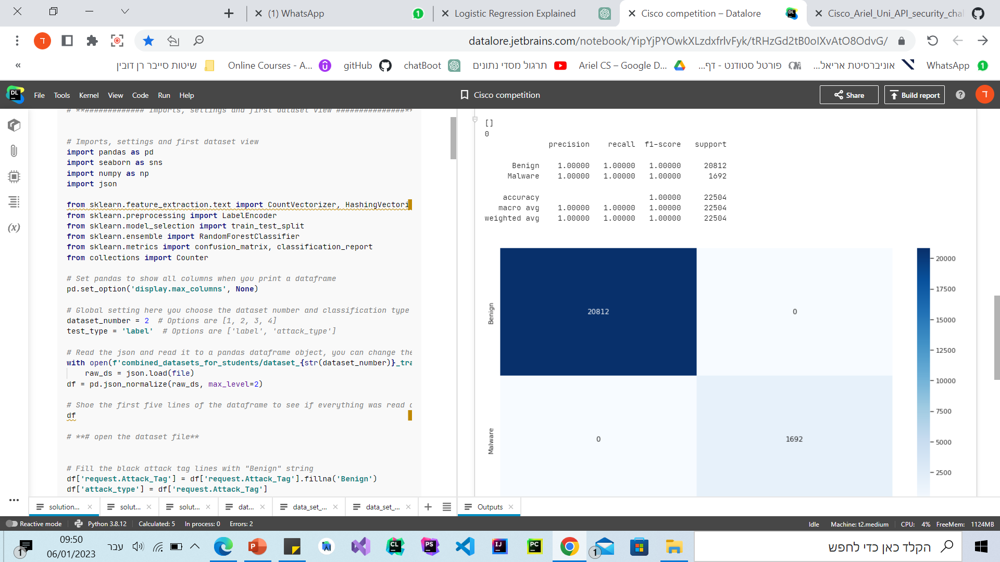 (1) WhatsApp
Logistic Regression Explained
Cisco competition – Datalore
Cisco_Ariel_Uni_API_security_chal
datalore.jetbrains.com/notebook/YipYjPYOwkXLzdxfrlvFyk/tRHzGd2tB0oIXvAtO8OdvG/
«
שיטות סייבר רן דובין
Online Courses - A...
gitHub
chatBoot
תרגול מסדי נתונים
Ariel CS – Google D...
פורטל סטודנט - דף...
אוניברסיטת אריאל...
WhatsApp
File Tools Kernel View Code Run Help
Cisco competition
Share
Build report
# **############# Imports, settings and first dataset view ###############**
# Imports, settings and first dataset view
import pandas as pd
import seaborn as sns
import numpy as np
import json
from sklearn.feature_extraction.text import CountVectorizer, HashingVectori
from sklearn.preprocessing import LabelEncoder
from sklearn.model_selection import train_test_split
from sklearn.ensemble import RandomForestClassifier
from sklearn.metrics import confusion_matrix, classification_report
from collections import Counter
# Set pandas to show all columns when you print a dataframe
pd.set_option('display.max_columns', None)
# Global setting here you choose the dataset number and classification type
dataset_number = 2  # Options are [1, 2, 3, 4]
test_type = 'label'  # Options are ['label', 'attack_type']
# Read the json and read it to a pandas dataframe object, you can change the
with open(f'combined_datasets_for_students/dataset_{str(dataset_number)}_tra
raw_ds = json.load(file)
df = pd.json_normalize(raw_ds, max_level=2)
# Shoe the first five lines of the dataframe to see if everything was read
df
# **# open the dataset file**
# Fill the black attack tag lines with "Benign" string
df['request.Attack_Tag'] = df['request.Attack_Tag'].fillna('Benign')
df['attack_type'] = df['request.Attack_Tag']
[]
0
precision recall f1-score support
Benign 1.00000 1.00000 1.00000 20812
Malware 1.00000 1.00000 1.00000 1692
accuracy 1.00000 22504
macro avg 1.00000 1.00000 1.00000 22504
weighted avg 1.00000 1.00000 1.00000 22504
Benign
20812
0
Malware
0
1692
20000
17500
15000
12500
10000
7500
5000
2500
solution...
solut...
solut...
dat...
data_set_...
data_set_...
Outputs
Reactive mode
Python 3.8.12
Calculated: 5
In process: 0
Errors: 2
Idle
Machine: t2.medium
CPU: 4%
FreeMem: 1124MB
1
09:50
06/01/2023
עבר
1
הקלד כאן כדי לחפש